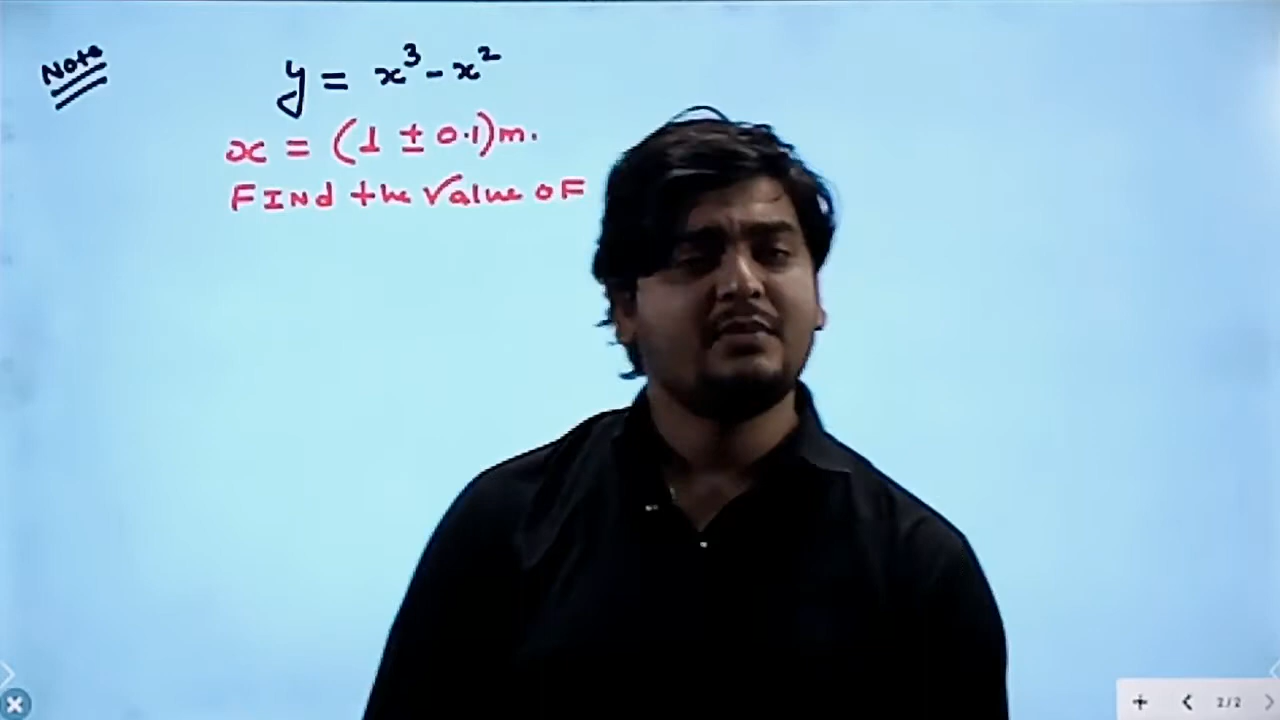 Note
y = x³ - x²
x = (1 ± 0.1)m.
FINd the Value OF
2/2